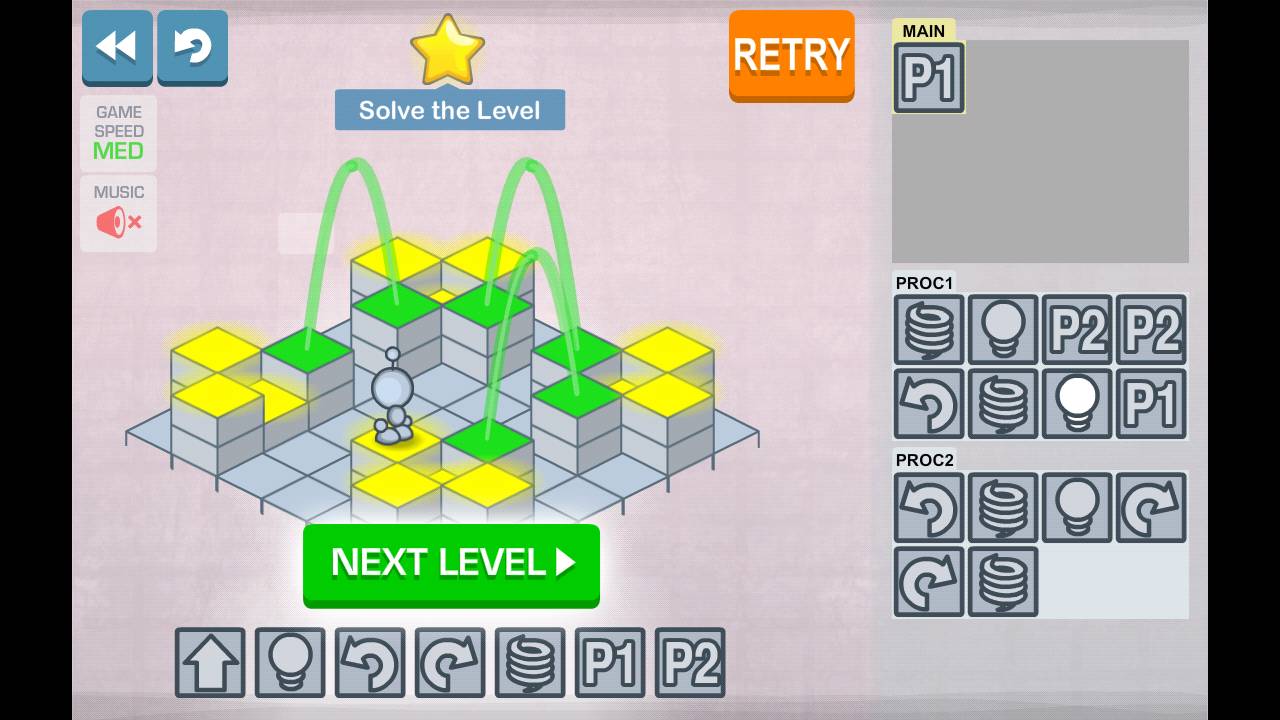 RETRY
MAIN
P1
Solve the Level
GAME
SPEED
MED
MUSIC
PROC1
P2 P2
P1
PROC2
NEXT LEVEL
P1 P2